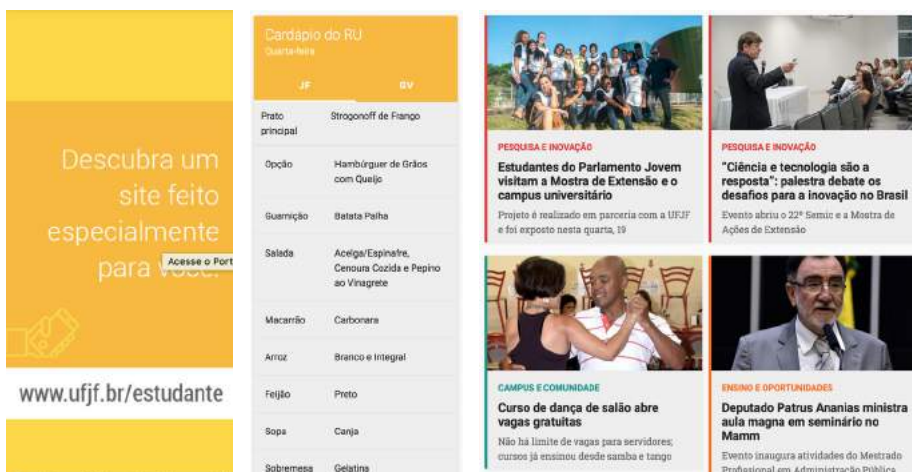 Descubra um
site feito
especialmente
para você.
Acesse o Port
www.ufjf.br/estudante
Cardápio do RU
Quarta-feira
JF GV
Prato principal Strogonoff de Frango
Opção Hambúrguer de Grãos com Queijo
Guarnição Batata Palha
Salada Acelga/Espinafre, Cenoura Cozida e Pepino ao Vinagrete
Macarrão Carbonara
Arroz Branco e Integral
Feijão Preto
Sopa Canja
Sobremesa Gelatina
PESQUISA E INOVAÇÃO
Estudantes do Parlamento Jovem
visitam a Mostra de Extensão e o
campus universitário
Projeto é realizado em parceria com a UFJF
e foi exposto nesta quarta, 19
PESQUISA E INOVAÇÃO
"Ciência e tecnologia são a
resposta": palestra debate os
desafios para a inovação no Brasil
Evento abriu o 22º Semic e a Mostra de
Ações de Extensão
CAMPUS E COMUNIDADE
Curso de dança de salão abre
vagas gratuitas
Não há limite de vagas para servidores;
cursos já ensinou desde samba e tango
ENSINO E OPORTUNIDADES
Deputado Patrus Ananias ministra
aula magna em seminário no
Mamm
Evento inaugura atividades do Mestrado
Profissional em Administração Pública